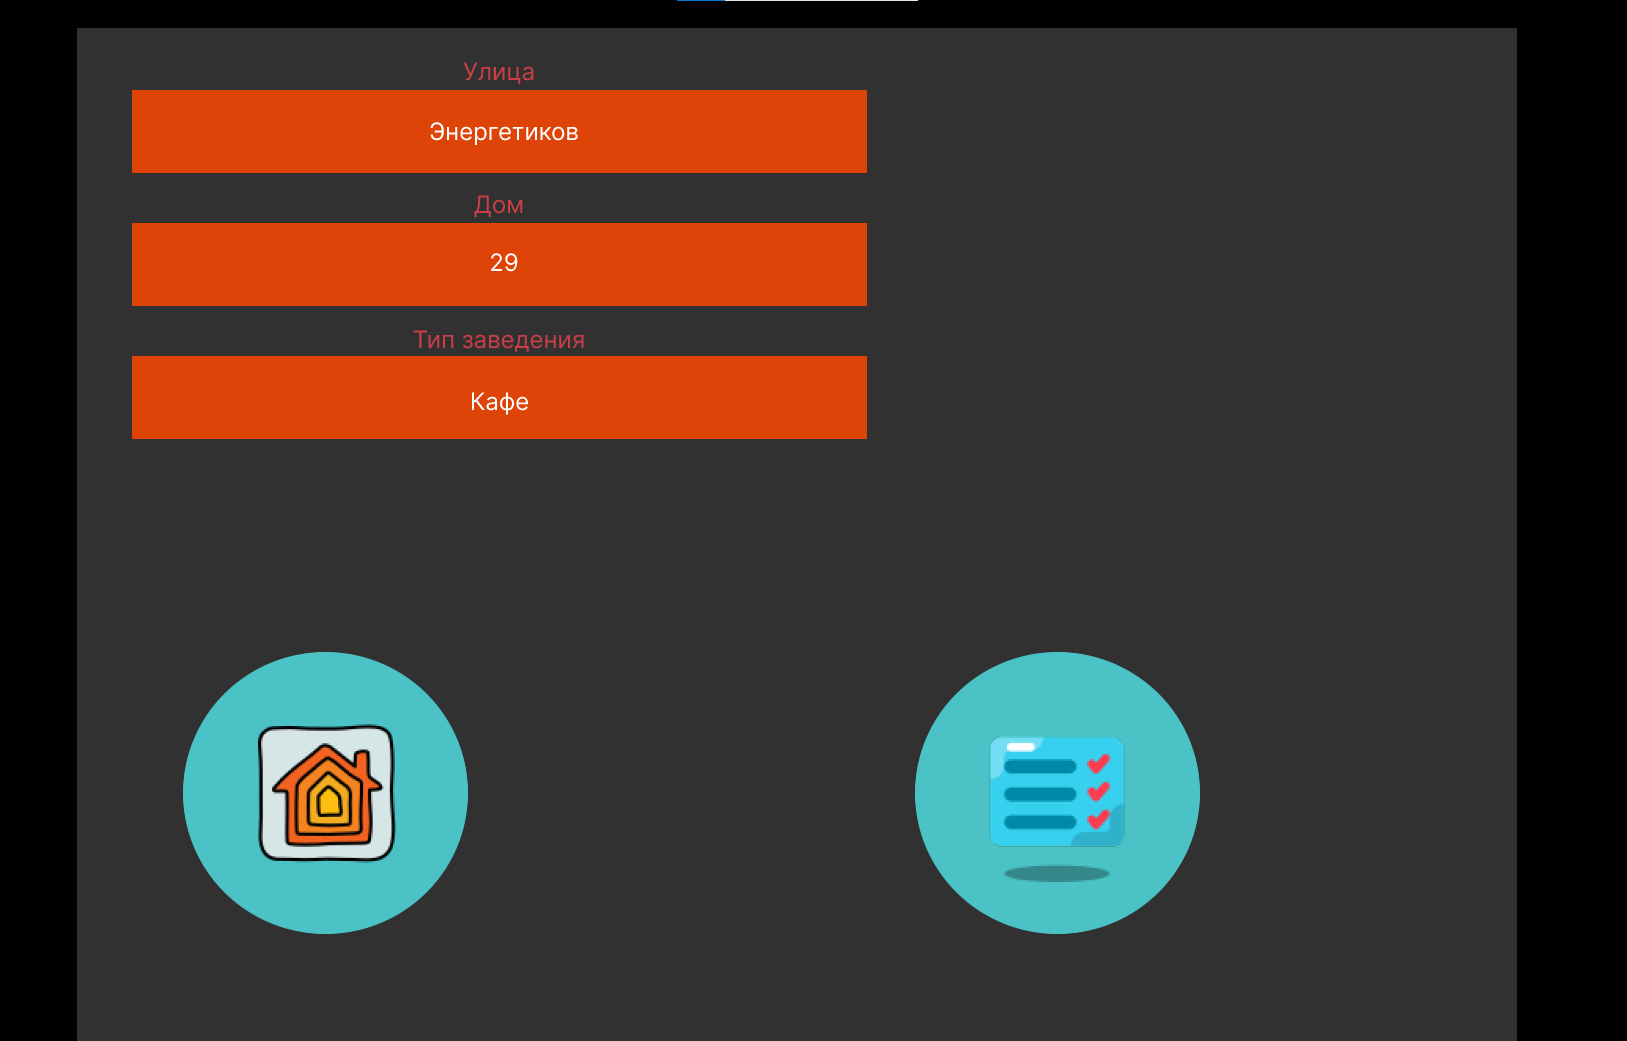 Улица
Энергетиков
Дом
29
Тип заведения
Кафе